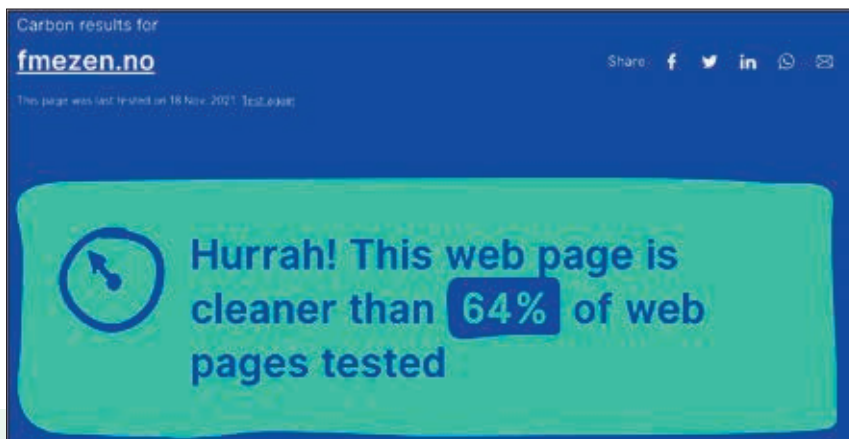 Carbon results for
fmezen.no
Share
This page was last tested on 18 Nov, 2021. Test again
Hurrah! This web page is
cleaner than 64% of web
pages tested